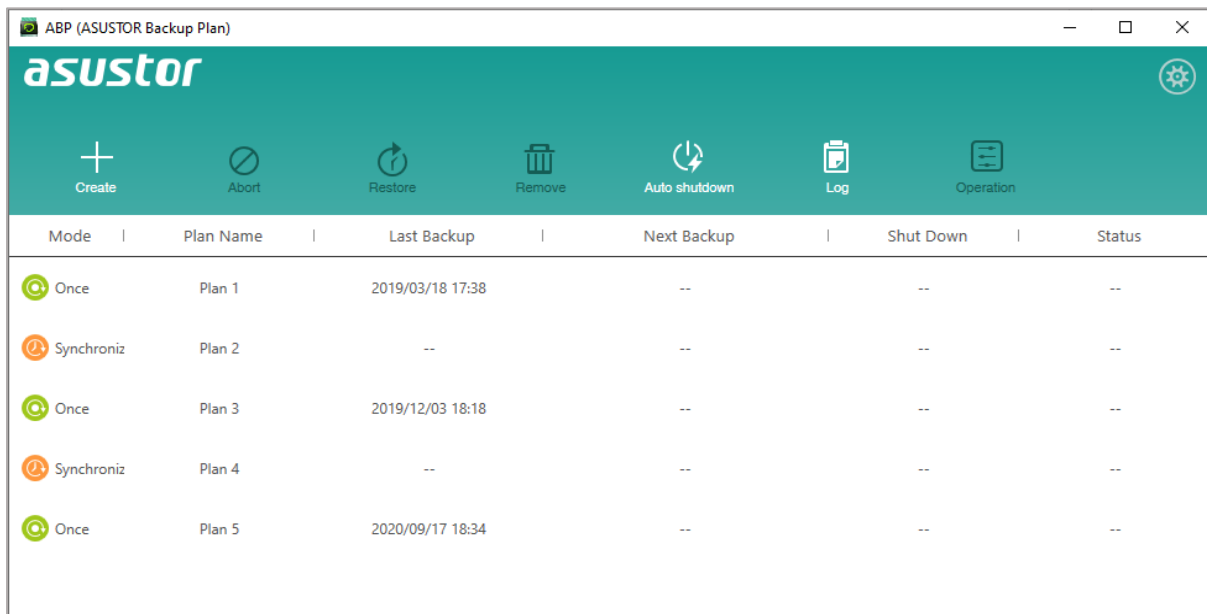 ABP (ASUSTOR Backup Plan)
asustor
Create Abort Restore Remove Auto shutdown Log Operation
Mode Plan Name Last Backup Next Backup Shut Down Status
Once Plan 1 2019/03/18 17:38 -- -- --
Synchroniz Plan 2 -- -- -- --
Once Plan 3 2019/12/03 18:18 -- -- --
Synchroniz Plan 4 -- -- -- --
Once Plan 5 2020/09/17 18:34 -- -- --